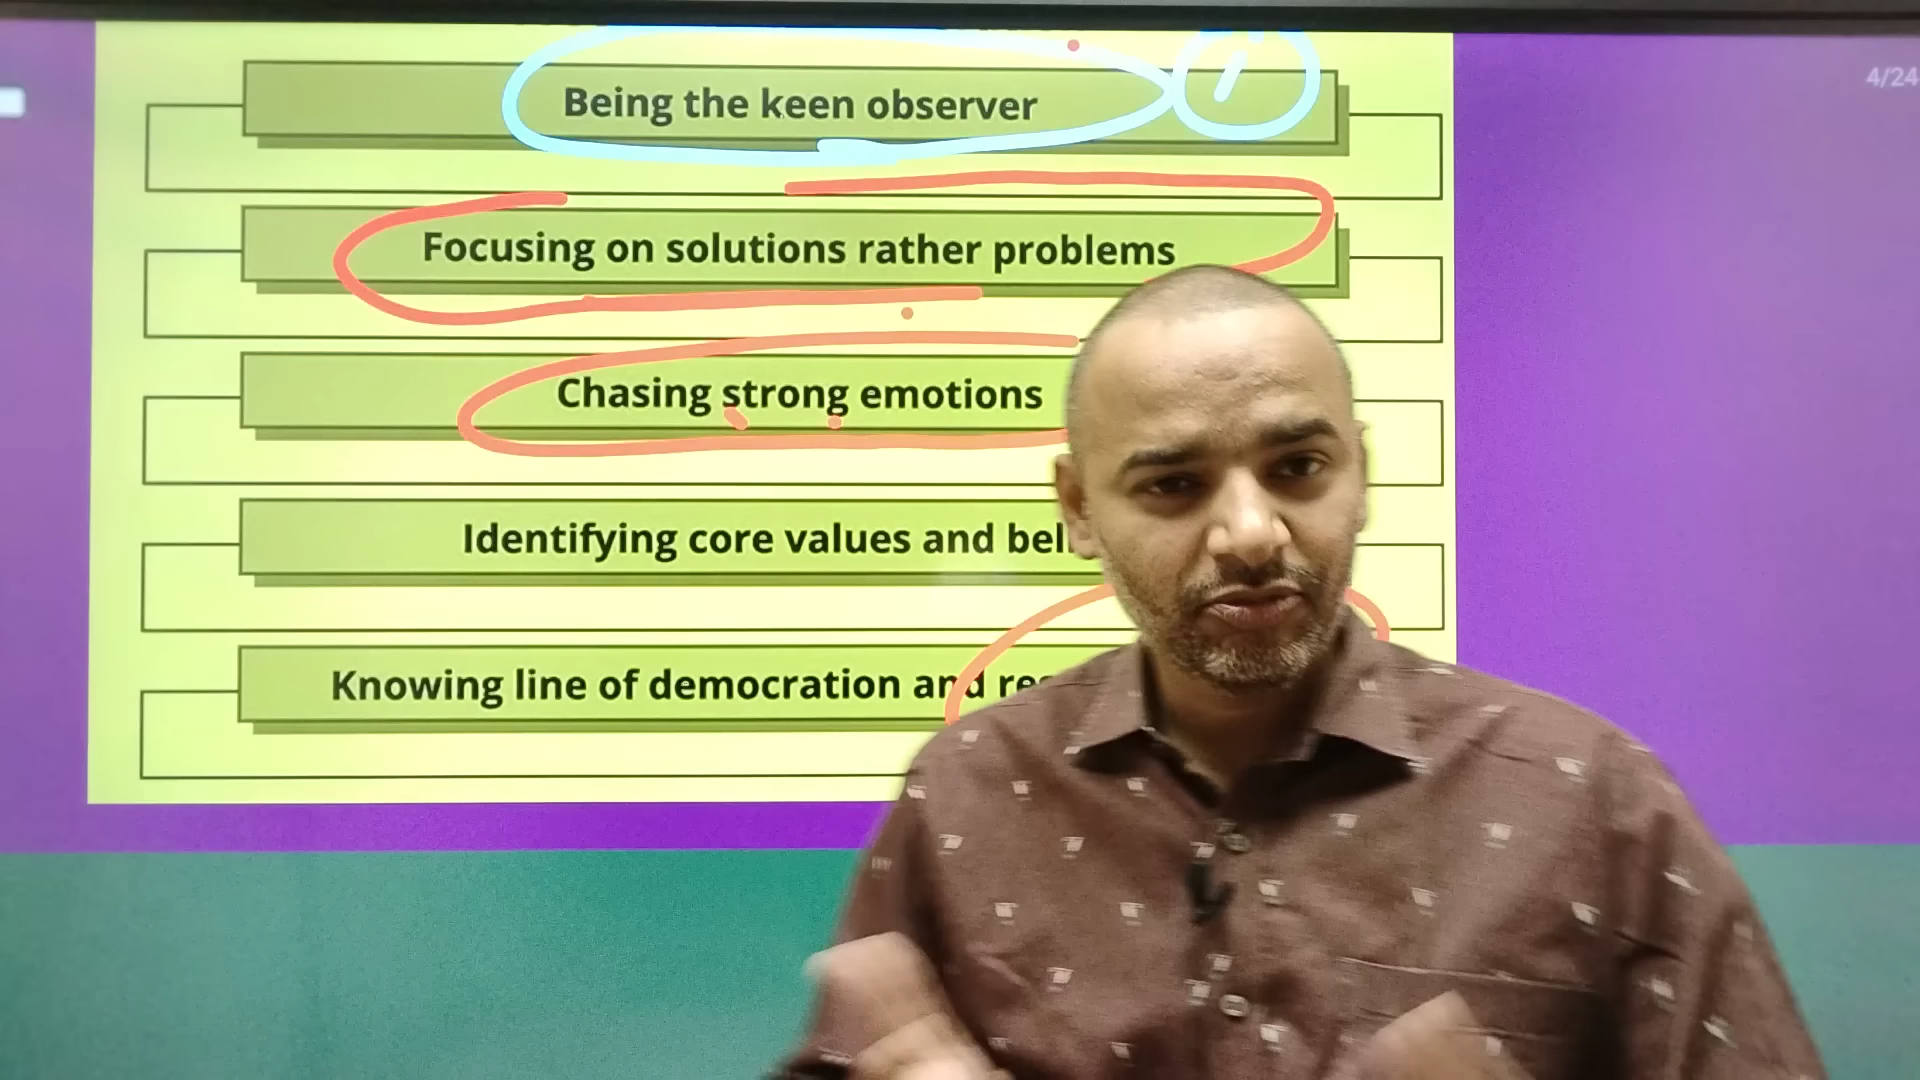 4/24
Being the keen observer
Focusing on solutions rather problems
Chasing strong emotions
Identifying core values and
Knowing line of democration and